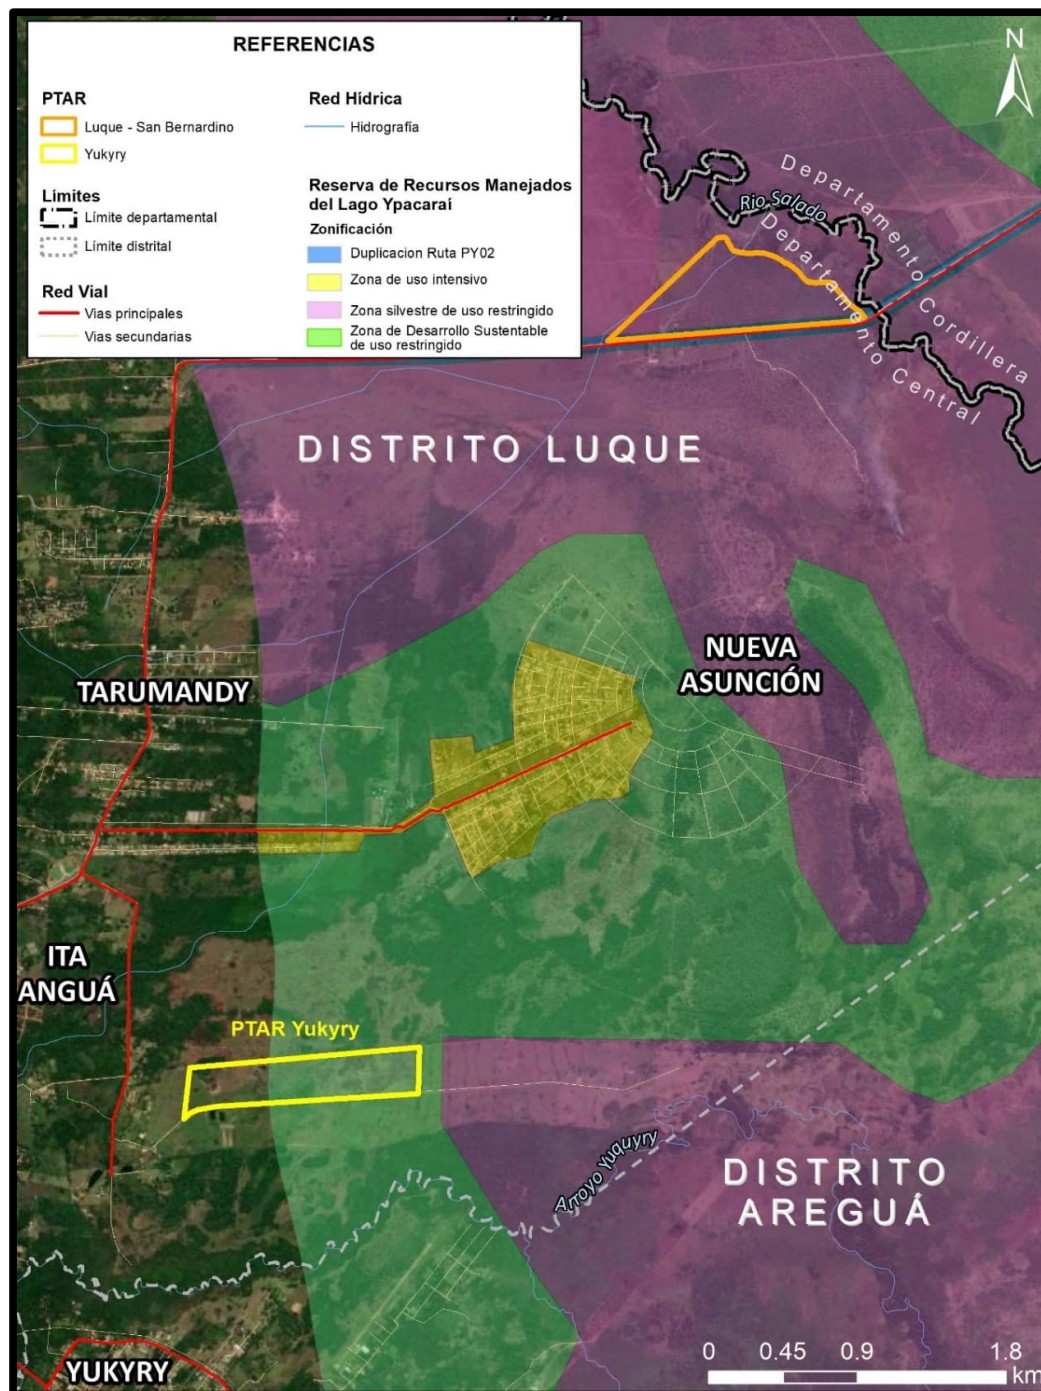 REFERENCIAS
PTAR
Luque - San Bernardino
Yukyry
Límites
Límite departamental
Límite distrital
Red Vial
Vias principales
Vias secundarias
Red Hídrica
Hidrografía
Reserva de Recursos Manejados
del Lago Ypacaraí
Zonificación
Duplicacion Ruta PY02
Zona de uso intensivo
Zona silvestre de uso restringido
Zona de Desarrollo Sustentable
de uso restringido
N
Departamento Cordillera
Rio Salado
Departamento Central
DISTRITO LUQUE
NUEVA
ASUNCIÓN
TARUMANDY
ITA
ANGUÁ
PTAR Yukyry
Arroyo Yuquyry
DISTRITO
AREGUÁ
YUKYRY
0 0.45 0.9 1.8
km